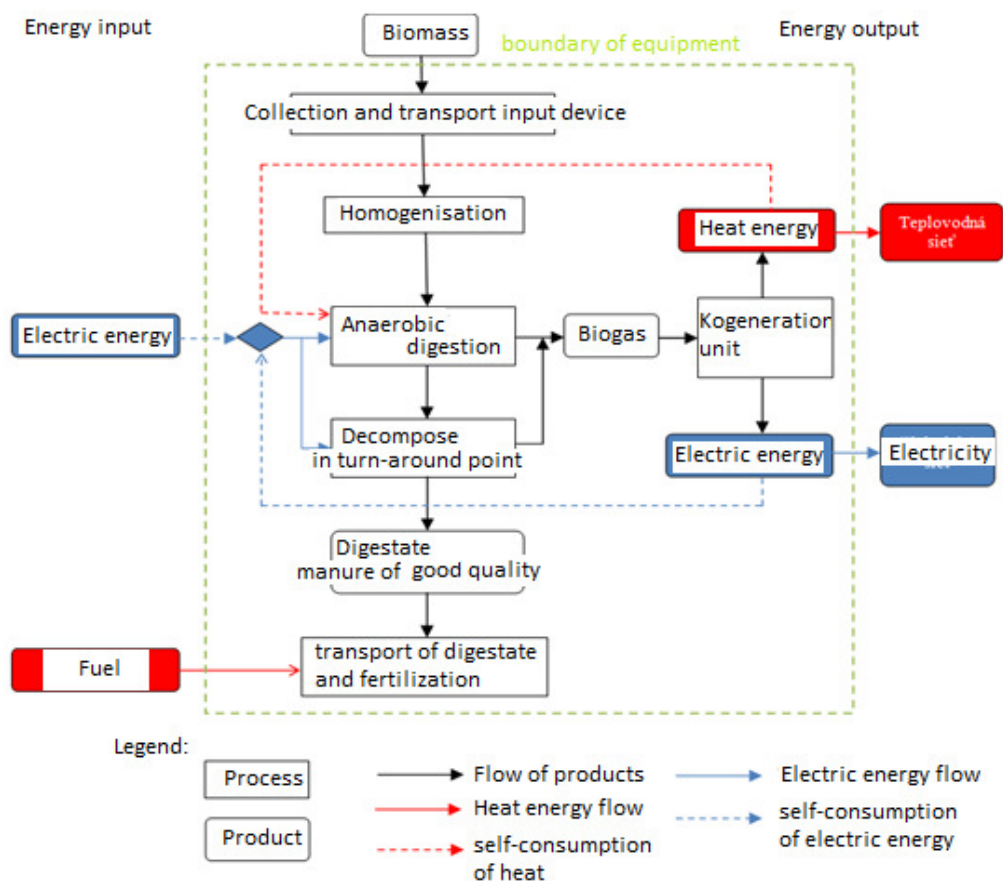 Energy input
Biomass
boundary of equipment
Energy output
Collection and transport input device
Homogenisation
Heat energy
Teplovodná
sieť
Electric energy
Anaerobic
digestion
Biogas
Kogeneration
unit
Decompose
in turn-around point
Electric energy
Electricity
Digestate
manure of good quality
Fuel
transport of digestate
and fertilization
Legend:
Process
Product
Flow of products
Heat energy flow
self-consumption
of heat
Electric energy flow
self-consumption
of electric energy